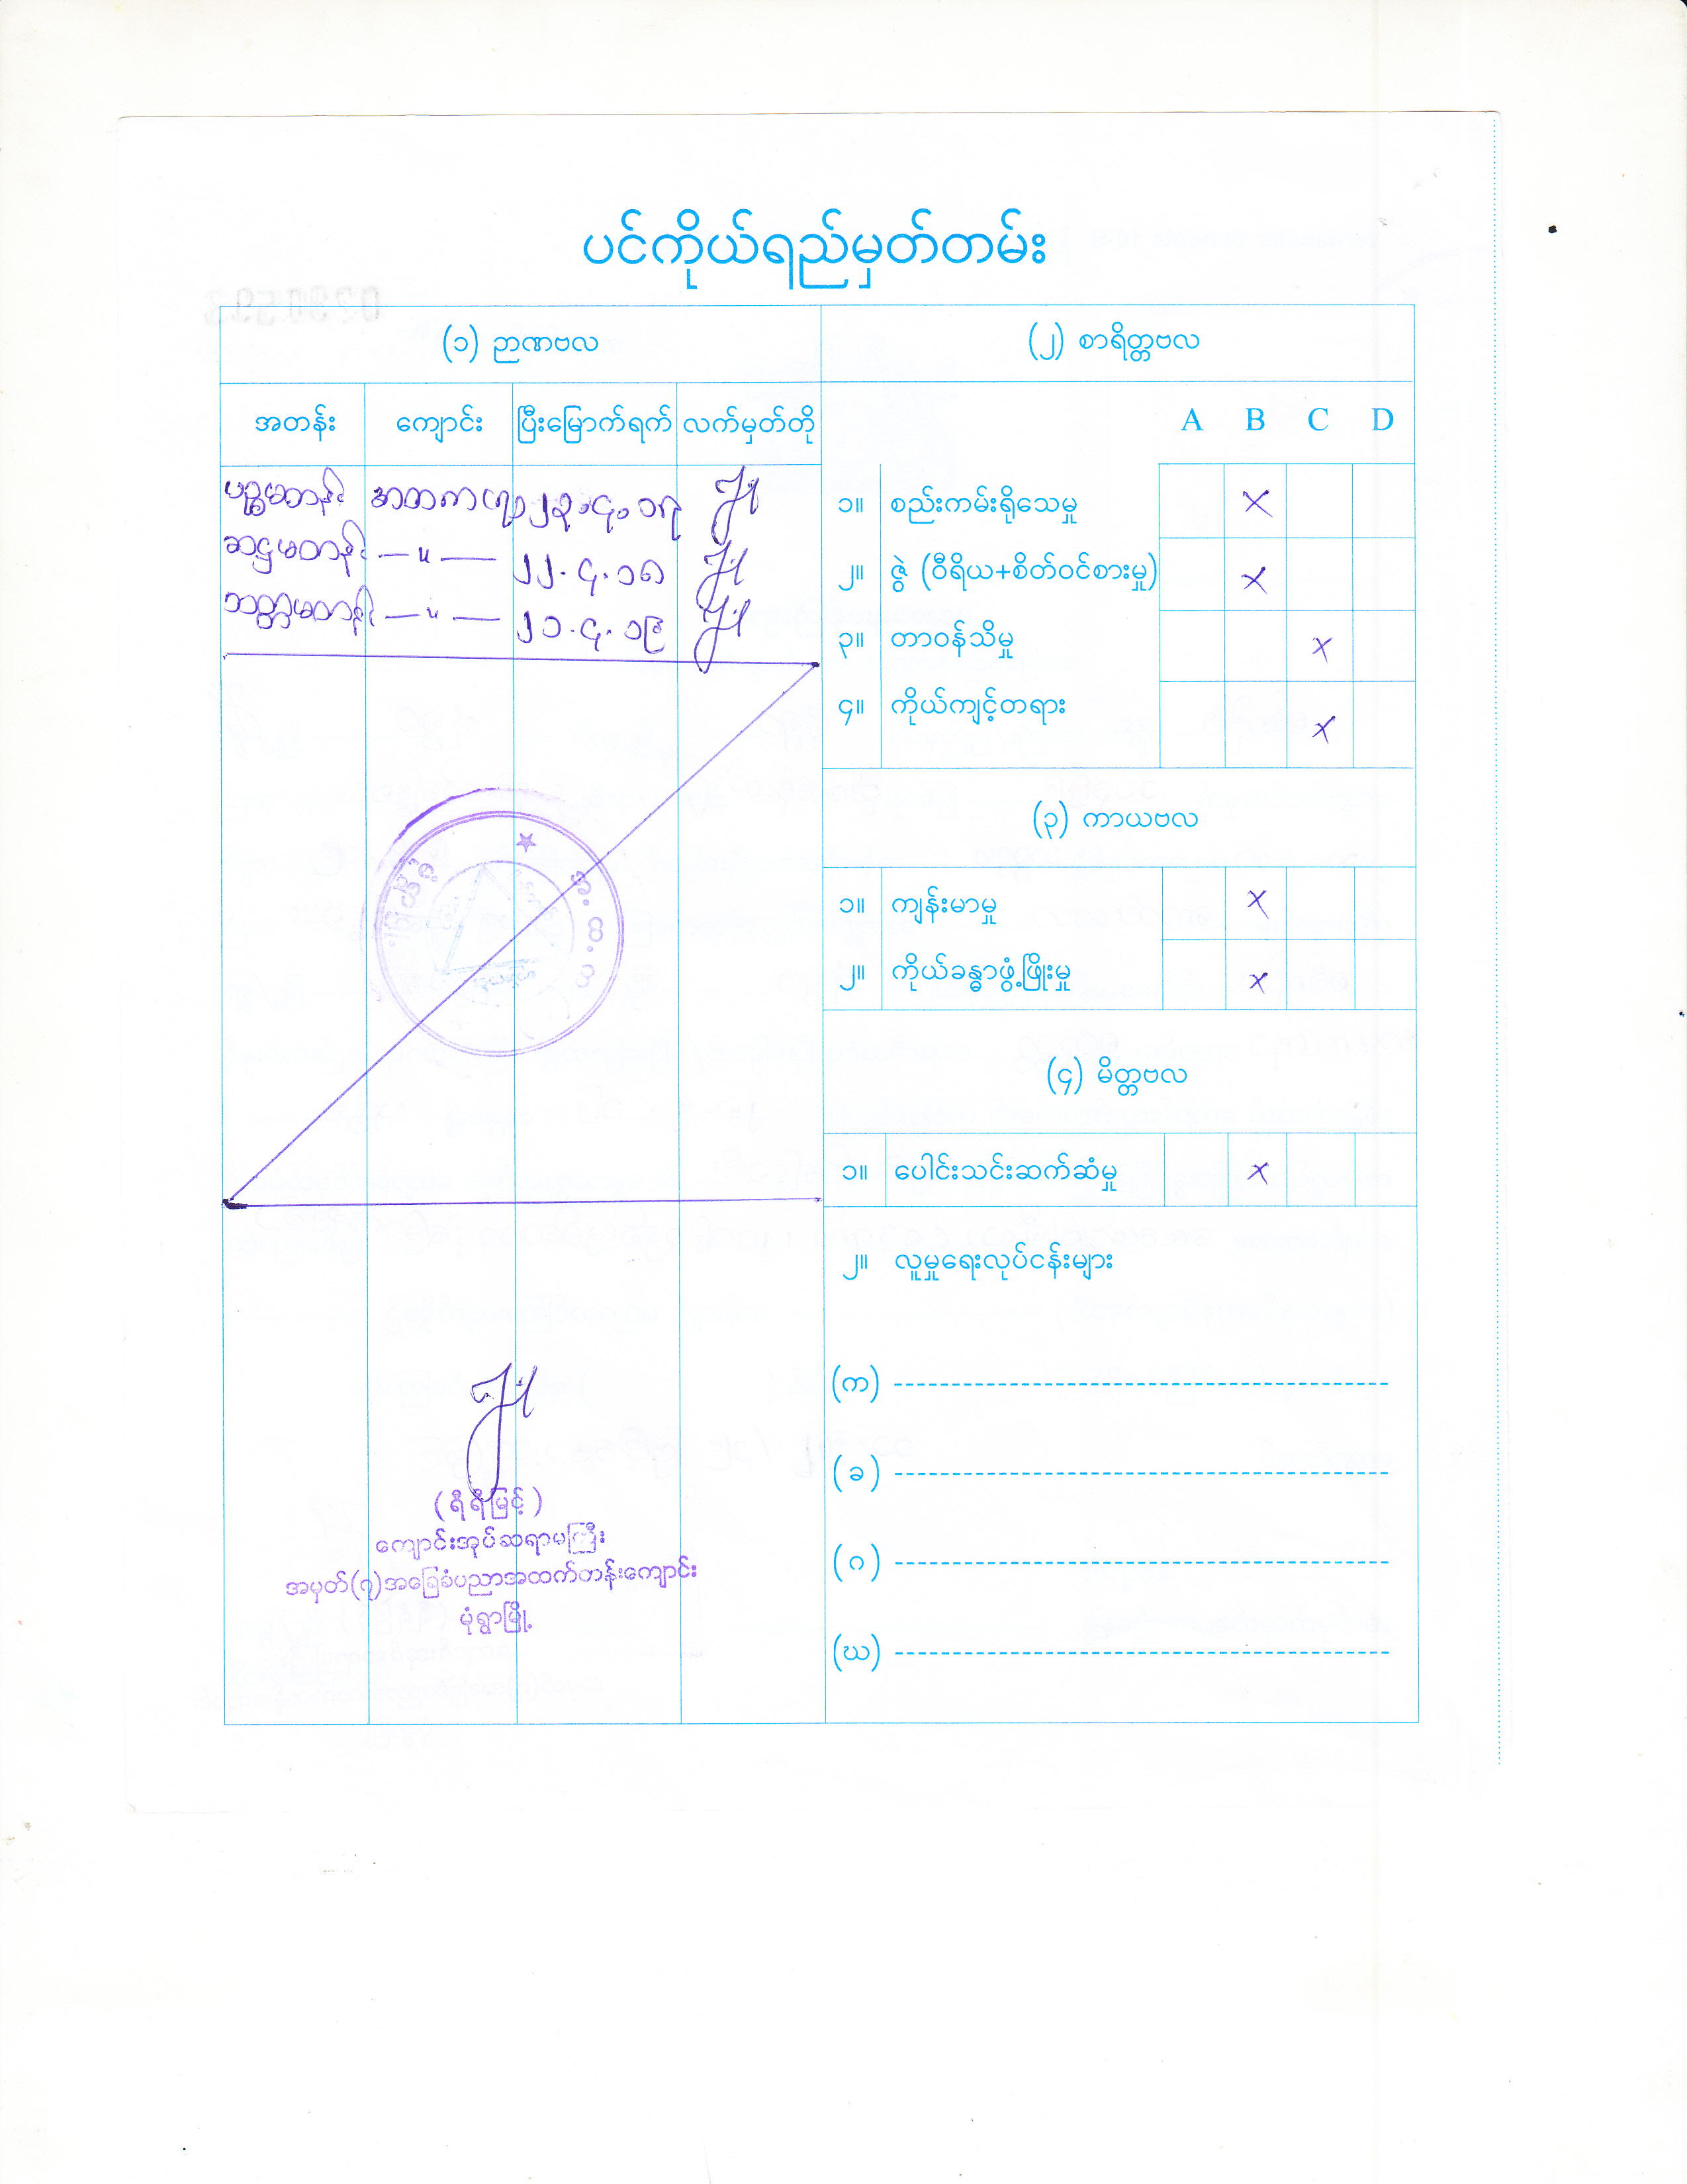 ပင်ကိုယ်ရည်မှတ်တမ်း
(၁) ဉာဏဗလ
အတန်း ကျောင်း ပြီးမြောက်ရက် လက်မှတ်တို
ပဉ္စမတန်း အထက (၇) ၂၃.၄.၁၇
ဆဋ္ဌမတန်း — ။ — ၂၂.၄.၁၈
သတ္တမတန်း — ။ — ၂၁.၄.၁၉
(ရီရီမြင့်)
ကျောင်းအုပ်ဆရာမကြီး
အမှတ်(၇)အခြေခံပညာအထက်တန်းကျောင်း
မုံရွာမြို့
(၂) စာရိတ္တဗလ
A B C D
၁။ စည်းကမ်းရိုသေမှု X
၂။ ဇွဲ (ဝီရိယ+စိတ်ဝင်စားမှု) X
၃။ တာဝန်သိမှု X
၄။ ကိုယ်ကျင့်တရား X
(၃) ကာယဗလ
၁။ ကျန်းမာမှု X
၂။ ကိုယ်ခန္ဓာဖွံ့ဖြိုးမှု X
(၄) မိတ္တဗလ
၁။ ပေါင်းသင်းဆက်ဆံမှု X
၂။ လူမှုရေးလုပ်ငန်းများ
(က)
(ခ)
(ဂ)
(ဃ)